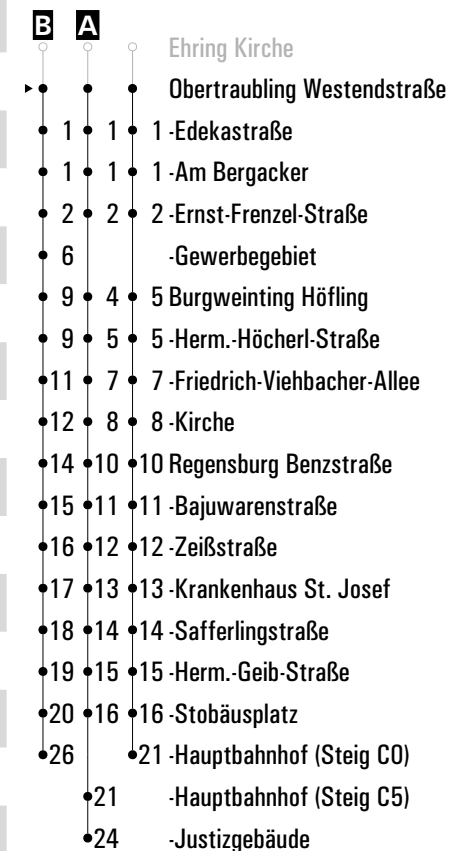 B A
Ehring Kirche
Obertraubling Westendstraße
1 1 1 -Edekastraße
1 1 1 -Am Bergacker
2 2 2 -Ernst-Frenzel-Straße
6 -Gewerbegebiet
9 4 5 Burgweinting Höfling
9 5 5 -Herm.-Höcherl-Straße
11 7 7 -Friedrich-Viehbacher-Allee
12 8 8 -Kirche
14 10 10 Regensburg Benzstraße
15 11 11 -Bajuwarenstraße
16 12 12 -Zeißstraße
17 13 13 -Krankenhaus St. Josef
18 14 14 -Safferlingstraße
19 15 15 -Herm.-Geib-Straße
20 16 16 -Stobäusplatz
26 21 -Hauptbahnhof (Steig C0)
21 -Hauptbahnhof (Steig C5)
24 -Justizgebäude